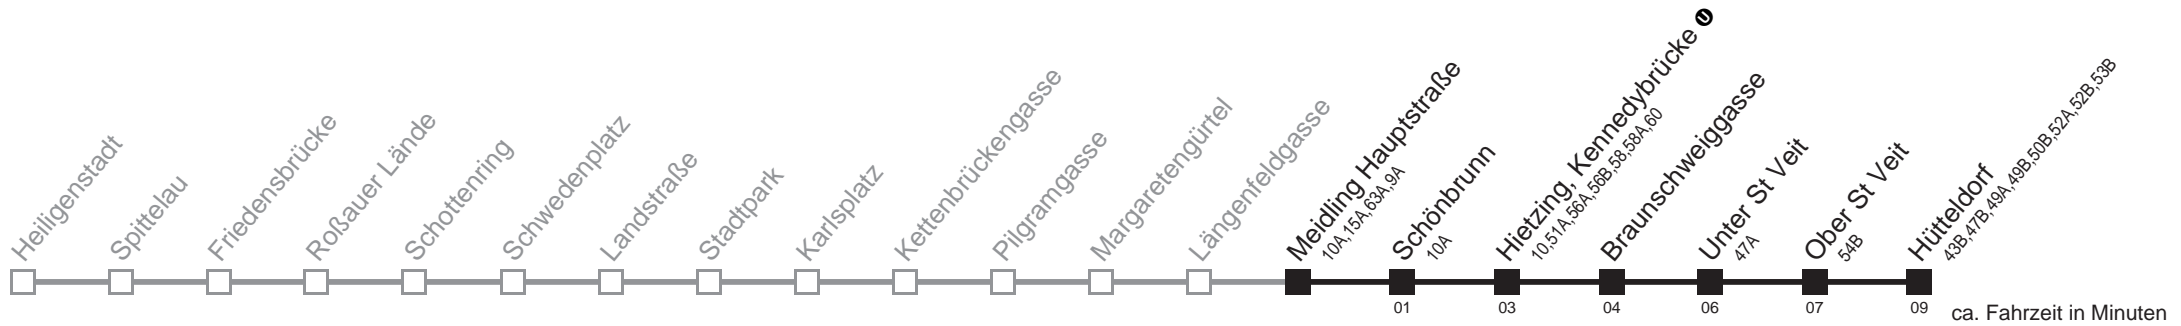 Heiligenstadt
Spittelau
Friedensbrücke
Roßauer Lände
Schottenring
Schwedenplatz
Landstraße
Stadtpark
Karlsplatz
Kettenbrückengasse
Pilgramgasse
Margaretengürtel
Längenfeldgasse
Meidling Hauptstraße
10A,15A,63A,9A
Schönbrunn
10A
Hietzing, Kennedybrücke U
10,51A,56A,56B,58,58A,60
Braunschweiggasse
Unter St Veit
47A
Ober St Veit
54B
Hütteldorf
43B,47B,49A,49B,50B,52A,52B,53B
01
03
04
06
07
09
ca. Fahrzeit in Minuten